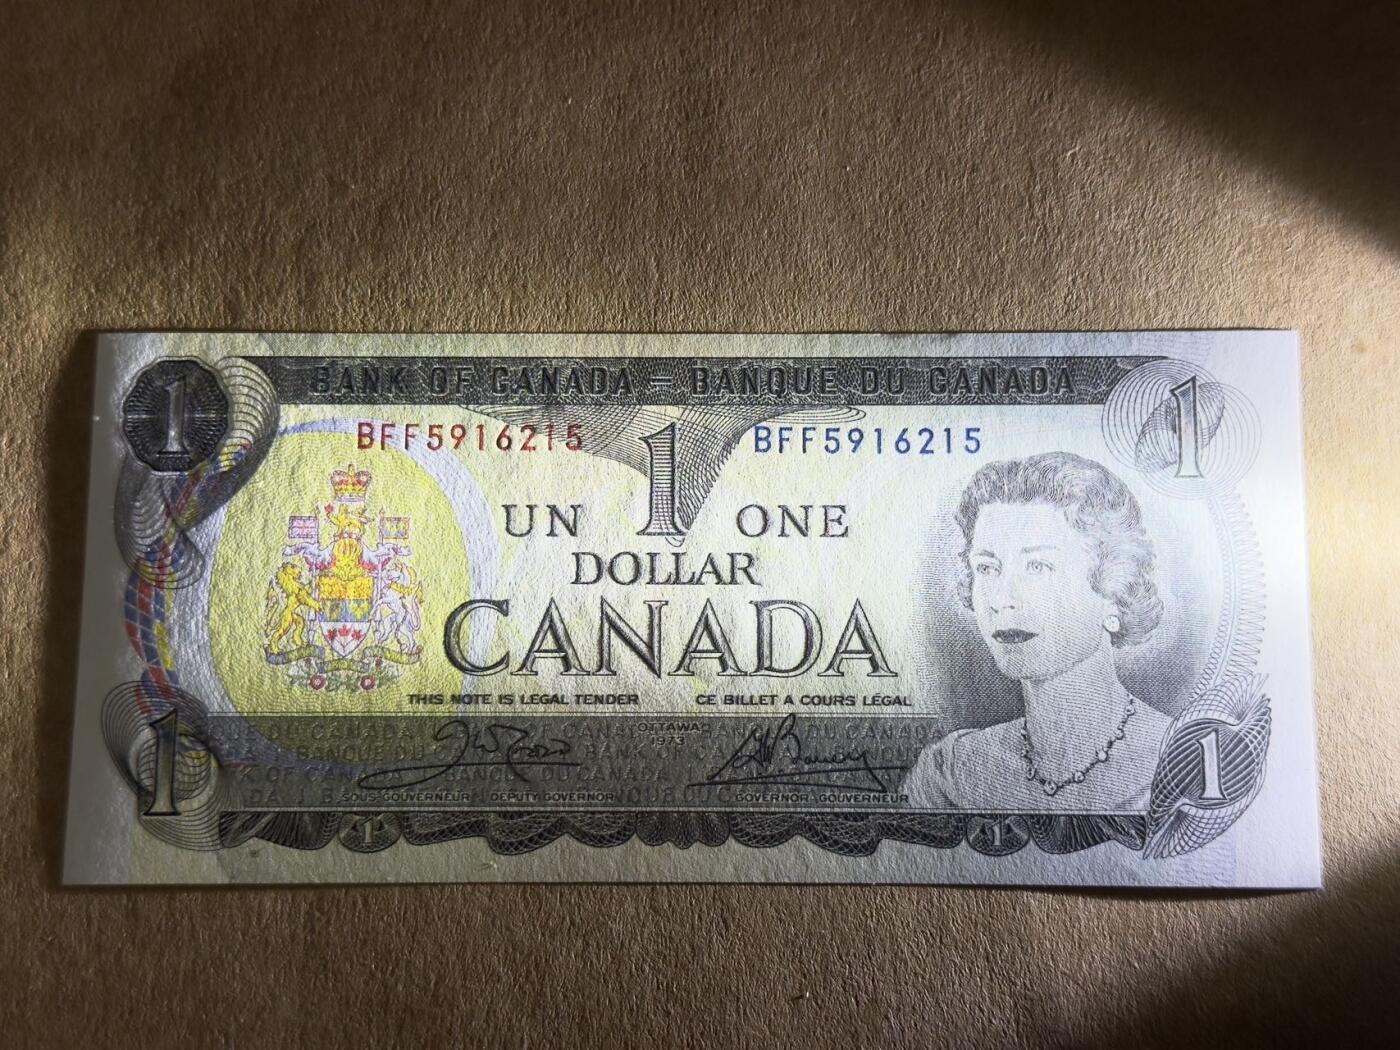 BANK OF CANADA – BANQUE DU CANADA
1
1
BFF5916215
1
BFF5916215
UN
ONE
DOLLAR
CANADA
THIS NOTE IS LEGAL TENDER
CE BILLET A COURS LÉGAL
OTTAWA
1973
SOUS-GOUVERNEUR DEPUTY GOVERNOR
GOVERNOR-GOUVERNEUR
1
1
1
1